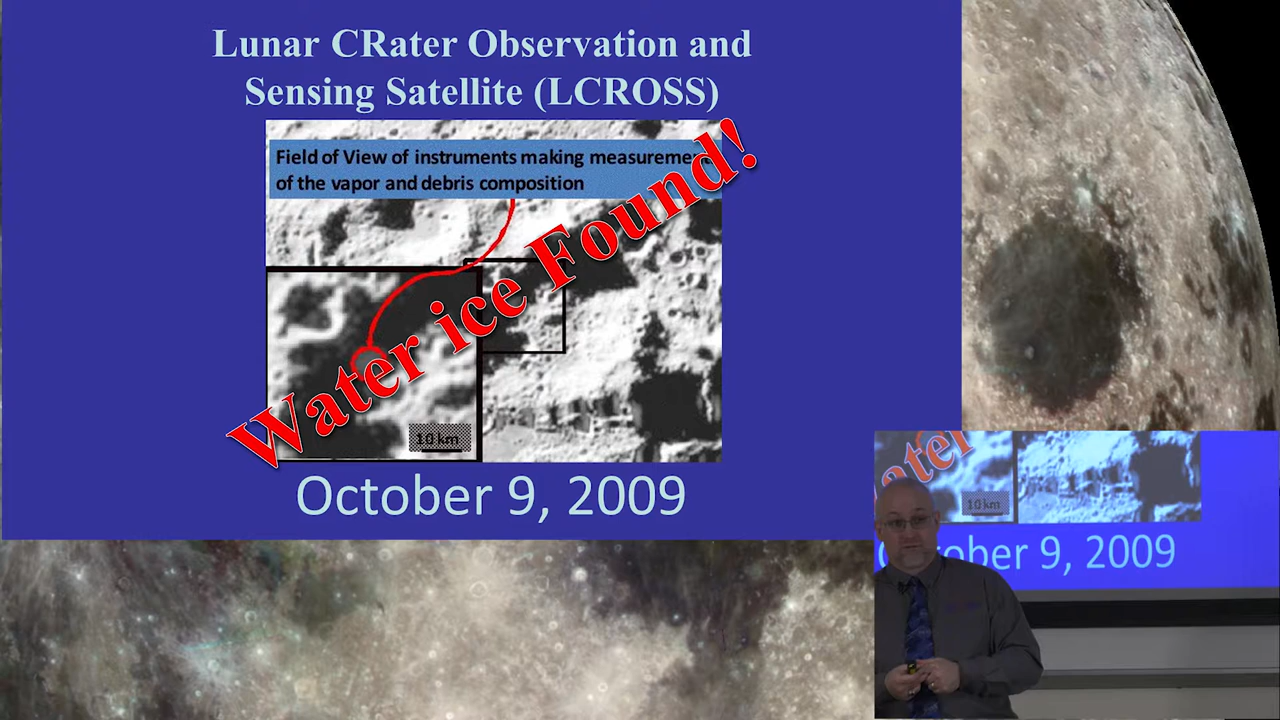 Lunar CRater Observation and
Sensing Satellite (LCROSS)
Field of View of instruments making
of the vapor and debris composition
Water ice Found!
10 km
October 9, 2009
ater
10 km
ober 9, 2009